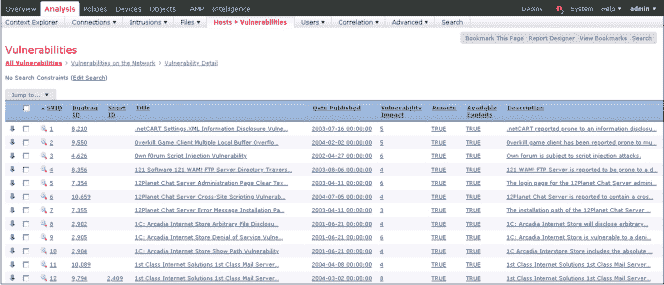 Overview Analysis Policies Devices Objects AMP Intelligence Deploy System Help admin
Context Explorer Connections Intrusions Files Hosts Vulnerabilities Users Correlation Advanced Search
Bookmark This Page Report Designer View Bookmarks Search
Vulnerabilities
All Vulnerabilities > Vulnerabilities on the Network > Vulnerability Detail
No Search Constraints (Edit Search)
Jump to...
SVID Bugtraq ID Snort ID Title Date Published Vulnerability Impact Remote Available Exploits Description
1 8,210 .netCART Settings.XML Information Disclosure Vulne... 2003-07-16 00:00:00 5 TRUE TRUE .netCART reported prone to an information disclosu...
2 9,550 Overkill Game Client Multiple Local Buffer Overflo... 2004-02-02 00:00:00 5 TRUE TRUE Overkill game client has been reported prone to mu...
3 4,626 Own forum Script Injection Vulnerability 2002-04-27 00:00:00 6 TRUE TRUE Own forum is subject to script injection attacks.
4 8,356 121 Software 121 WAM! FTP Server Directory Travers... 2003-08-06 00:00:00 4 TRUE TRUE 121 WAM! FTP Server is reported to be prone to a d...
5 7,354 12Planet Chat Server Administration Page Clear Tex... 2003-04-11 00:00:00 6 TRUE TRUE The login page for the 12Planet Chat Server admini...
6 10,659 12Planet Chat Server Cross-Site Scripting Vulnerab... 2004-07-05 00:00:00 4 TRUE TRUE 12Planet Chat Server is reported to contain a cros...
7 7,355 12Planet Chat Server Error Message Installation Pa... 2003-04-11 00:00:00 3 TRUE TRUE The installation path of the 12Planet Chat Server ...
8 2,902 1C: Arcadia Internet Store Arbitrary File Disclosu... 2001-06-21 00:00:00 4 TRUE TRUE 1C: Arcadia Internet Store will disclose arbitrary...
9 2,905 1C: Arcadia Internet Store Denial of Service Vulne... 2001-06-21 00:00:00 6 TRUE TRUE 1C: Arcadia Internet Store is vulnerable to a deni...
10 2,904 1C: Arcadia Internet Store Show Path Vulnerability 2001-06-21 00:00:00 4 TRUE TRUE 1C Arcadia Interstore Store includes the absolute ...
11 10,089 1st Class Internet Solutions 1st Class Mail Server... 2004-04-08 00:00:00 4 TRUE TRUE 1st Class Internet Solutions 1st Class Mail Server...
12 9,794 2,409 1st Class Internet Solutions 1st Class Mail Server... 2004-03-02 00:00:00 8 TRUE TRUE 1st Class Internet Solutions 1st Class Mail Server...